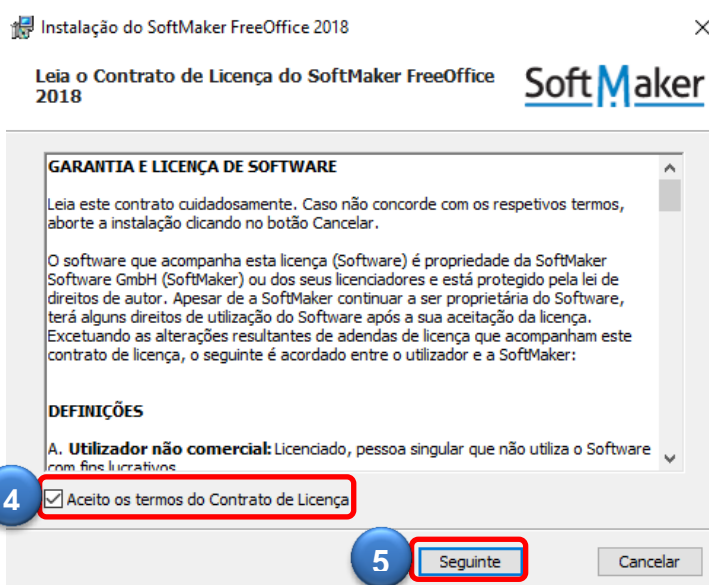 Instalação do SoftMaker FreeOffice 2018
Leia o Contrato de Licença do SoftMaker FreeOffice
2018
SoftMaker
GARANTIA E LICENÇA DE SOFTWARE
Leia este contrato cuidadosamente. Caso não concorde com os respetivos termos,
aborte a instalação clicando no botão Cancelar.
O software que acompanha esta licença (Software) é propriedade da SoftMaker
Software GmbH (SoftMaker) ou dos seus licenciadores e está protegido pela lei de
direitos de autor. Apesar de a SoftMaker continuar a ser proprietária do Software,
terá alguns direitos de utilização do Software após a sua aceitação da licença.
Excetuando as alterações resultantes de adendas de licença que acompanham este
contrato de licença, o seguinte é acordado entre o utilizador e a SoftMaker:
DEFINIÇÕES
A. Utilizador não comercial: Licenciado, pessoa singular que não utiliza o Software
com fins lucrativos
4 Aceito os termos do Contrato de Licença
5 Seguinte Cancelar